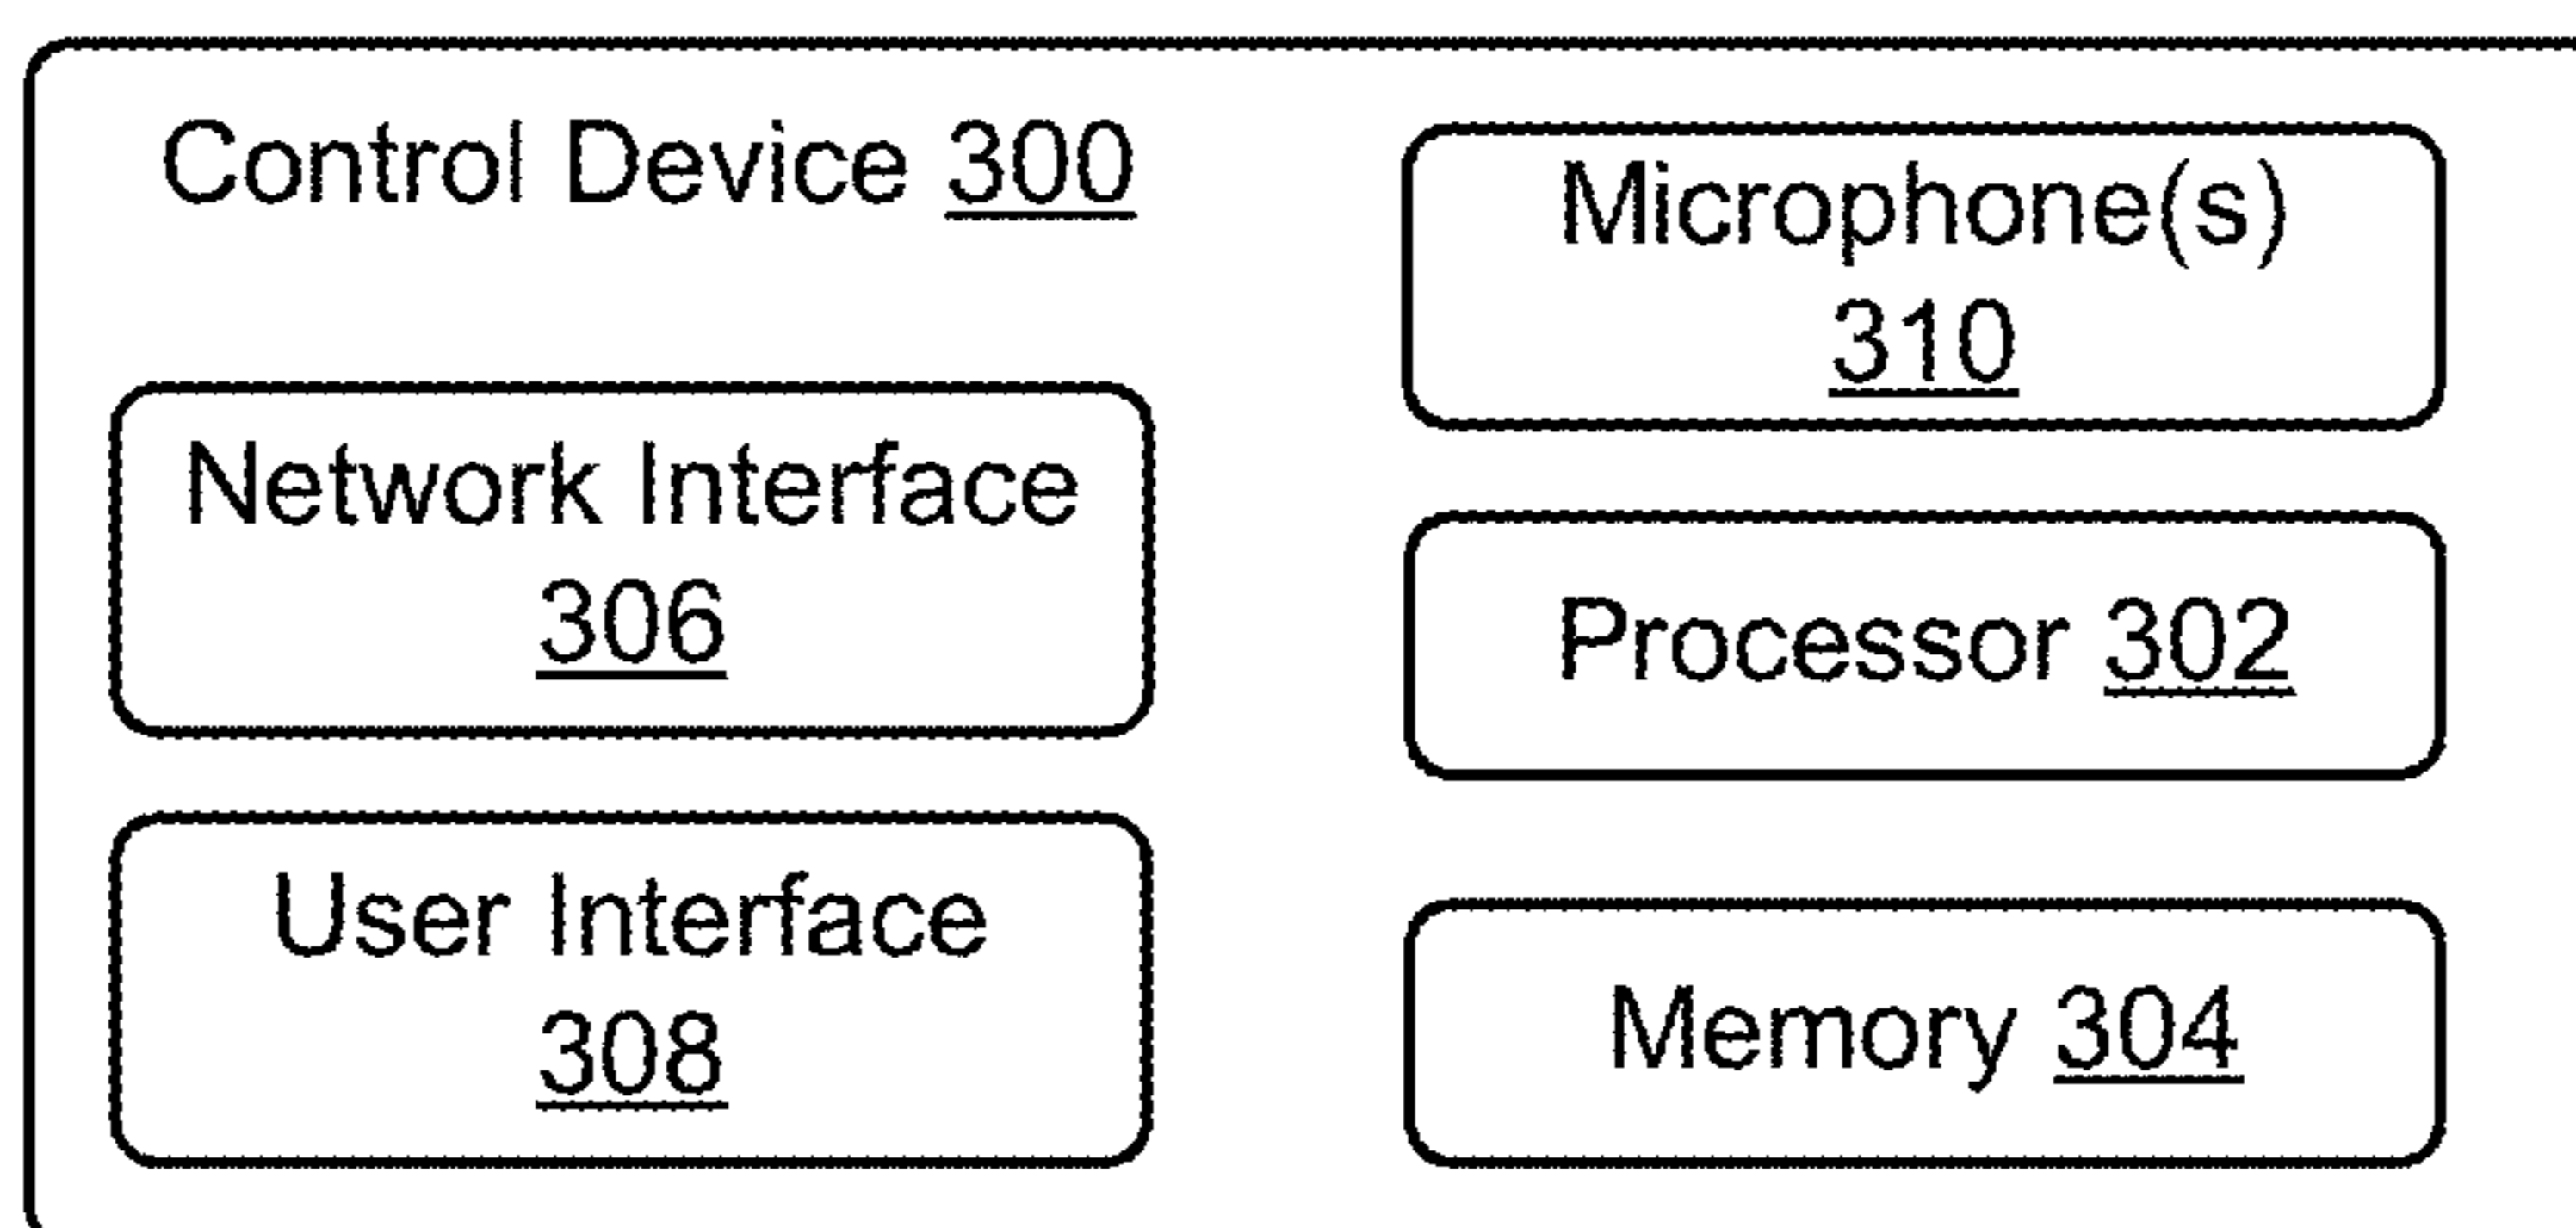 Control Device 300
Microphone(s)
310
Network Interface
306
Processor 302
User Interface
308
Memory 304